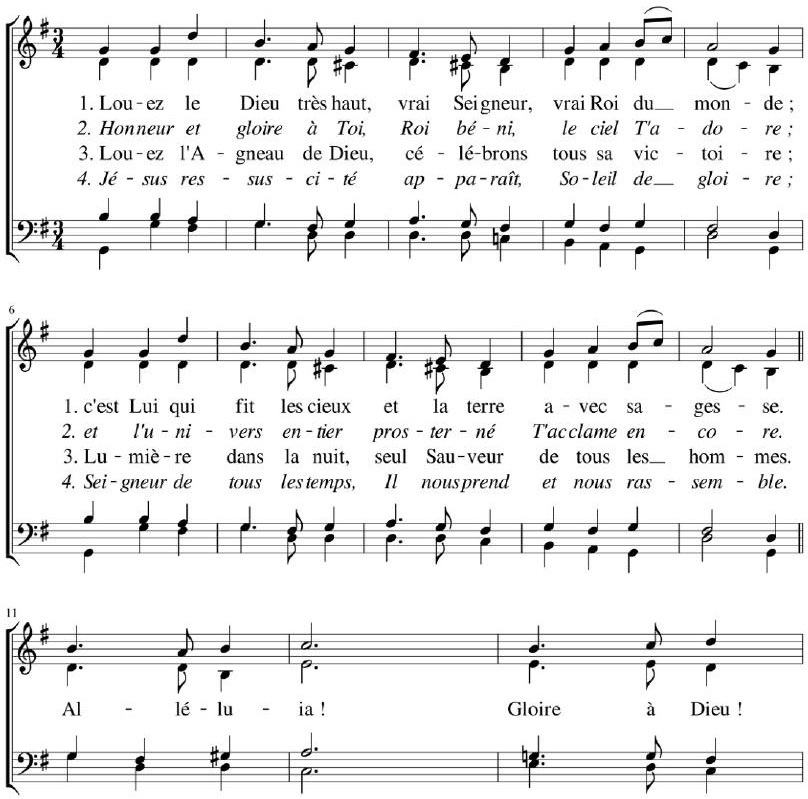 1. Lou-ez le Dieu très haut, vrai Seigneur, vrai Roi du mon-de ;
2. Honneur et gloire à Toi, Roi bé-ni, le ciel T'a-do-re ;
3. Lou-ez l'A-gneau de Dieu, cé-lé-brons tous sa vic-toi-re ;
4. Jé-sus res-sus-ci-té ap-pa-raît, So-leil de gloi-re ;
6
1. c'est Lui qui fit les cieux et la terre a-vec sa-ges-se.
2. et l'u-ni-vers en-tier pros-ter-né T'acclame en-co-re.
3. Lu-miè-re dans la nuit, seul Sau-veur de tous les hom-mes.
4. Sei-gneur de tous les temps, Il nous prend et nous ras-sem-ble.
11
Al-lé-lu-ia ! Gloire à Dieu !